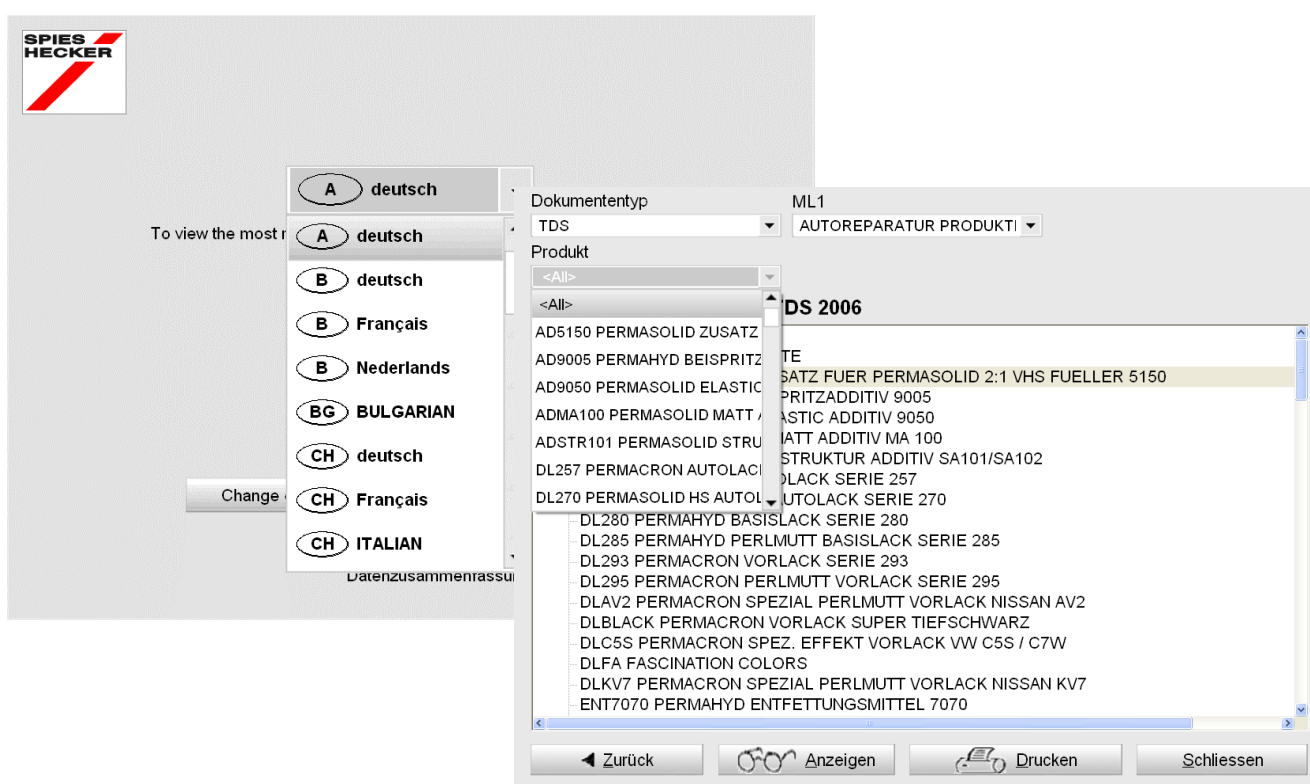 SPIES
HECKER
A deutsch
To view the most
A deutsch
B deutsch
B Français
B Nederlands
BG BULGARIAN
CH deutsch
Change
CH Français
CH ITALIAN
Datenzusammenfassu
Dokumententyp ML1
TDS AUTOREPARATUR PRODUKT
Produkt
<All>
<All>
AD5150 PERMASOLID ZUSATZ
AD9005 PERMAHYD BEISPRITZ
AD9050 PERMASOLID ELASTIC
ADMA100 PERMASOLID MATT
ADSTR101 PERMASOLID STRU
DL257 PERMACRON AUTOLAC
DL270 PERMASOLID HS AUTOL
TDS 2006
TE
SATZ FUER PERMASOLID 2:1 VHS FUELLER 5150
PRITZADDITIV 9005
ASTIC ADDITIV 9050
ATT ADDITIV MA 100
STRUKTUR ADDITIV SA101/SA102
OLACK SERIE 257
UTOLACK SERIE 270
DL280 PERMAHYD BASISLACK SERIE 280
DL285 PERMAHYD PERLMUTT BASISLACK SERIE 285
DL293 PERMACRON VORLACK SERIE 293
DL295 PERMACRON PERLMUTT VORLACK SERIE 295
DLAV2 PERMACRON SPEZIAL PERLMUTT VORLACK NISSAN AV2
DLBLACK PERMACRON VORLACK SUPER TIEFSCHWARZ
DLC5S PERMACRON SPEZ. EFFEKT VORLACK VW C5S / C7W
DLFA FASCINATION COLORS
DLKV7 PERMACRON SPEZIAL PERLMUTT VORLACK NISSAN KV7
ENT7070 PERMAHYD ENTFETTUNGSMITTEL 7070
Zurück Anzeigen Drucken Schliessen